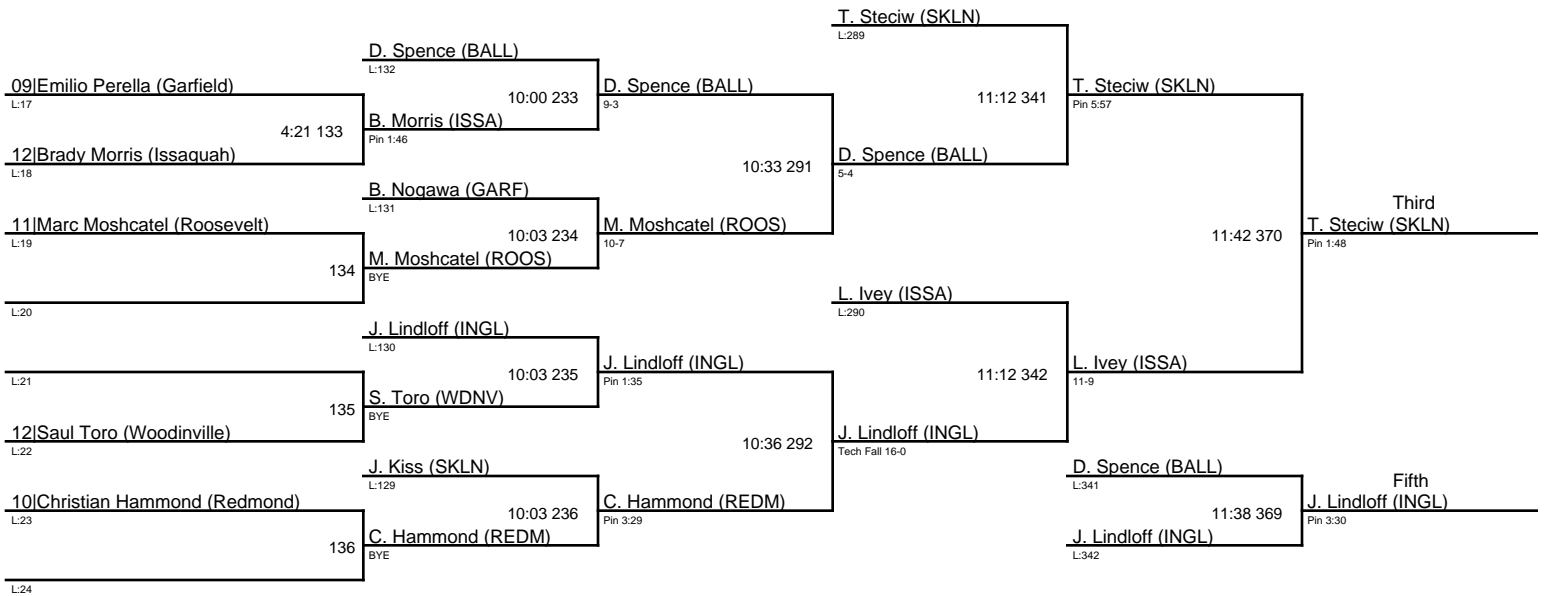 T. Steciw (SKLN)
L:289
D. Spence (BALL)
L:132
09|Emilio Perella (Garfield)
L:17
10:00 233
D. Spence (BALL)
9-3
11:12 341
T. Steciw (SKLN)
Pin 5:57
4:21 133
B. Morris (ISSA)
Pin 1:46
12|Brady Morris (Issaquah)
L:18
10:33 291
D. Spence (BALL)
5-4
B. Nogawa (GARF)
L:131
11|Marc Moshcatel (Roosevelt)
L:19
10:03 234
M. Moshcatel (ROOS)
10-7
11:42 370
Third
T. Steciw (SKLN)
Pin 1:48
134
M. Moshcatel (ROOS)
BYE
L:20
L. Ivey (ISSA)
L:290
J. Lindloff (INGL)
L:130
L:21
10:03 235
J. Lindloff (INGL)
Pin 1:35
11:12 342
L. Ivey (ISSA)
11-9
135
S. Toro (WDNV)
BYE
12|Saul Toro (Woodinville)
L:22
10:36 292
J. Lindloff (INGL)
Tech Fall 16-0
J. Kiss (SKLN)
L:129
D. Spence (BALL)
L:341
10|Christian Hammond (Redmond)
L:23
10:03 236
C. Hammond (REDM)
Pin 3:29
11:38 369
Fifth
J. Lindloff (INGL)
Pin 3:30
136
C. Hammond (REDM)
BYE
J. Lindloff (INGL)
L:342
L:24